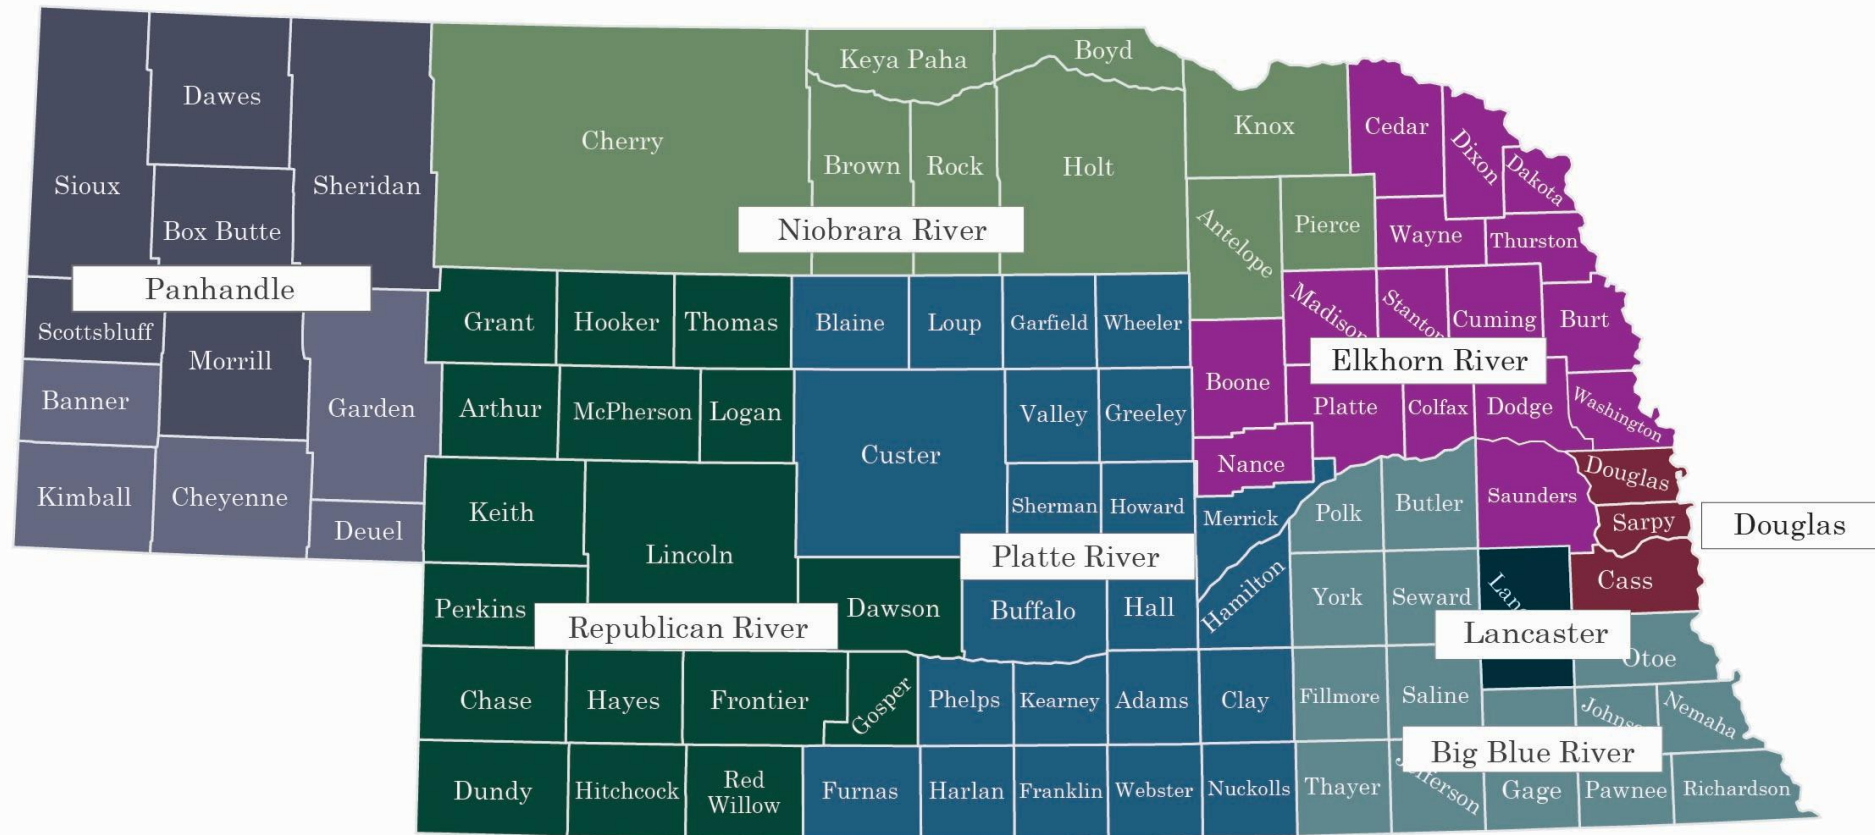 Boyd
Keya Paha
Dawes
Knox
Cedar
Cherry
Dixon
Brown
Rock
Holt
Dakota
Sioux
Sheridan
Pierce
Antelope
Wayne
Thurston
Box Butte
Niobrara River
Panhandle
Scottsbluff
Grant
Hooker
Thomas
Blaine
Loup
Garfield
Wheeler
Madison
Stanton
Cuming
Burt
Morrill
Elkhorn River
Boone
Banner
Garden
Arthur
McPherson
Logan
Valley
Greeley
Platte
Colfax
Dodge
Washington
Custer
Nance
Douglas
Kimball
Cheyenne
Keith
Sherman
Howard
Merrick
Polk
Butler
Saunders
Sarpy
Douglas
Deuel
Lincoln
Platte River
Cass
Perkins
Dawson
Buffalo
Hall
Hamilton
York
Seward
Republican River
Lancaster
Otoe
Chase
Hayes
Frontier
Gosper
Phelps
Kearney
Adams
Clay
Fillmore
Saline
Nemaha
Big Blue River
Dundy
Hitchcock
Red
Willow
Furnas
Harlan
Franklin
Webster
Nuckolls
Thayer
Gage
Pawnee
Richardson